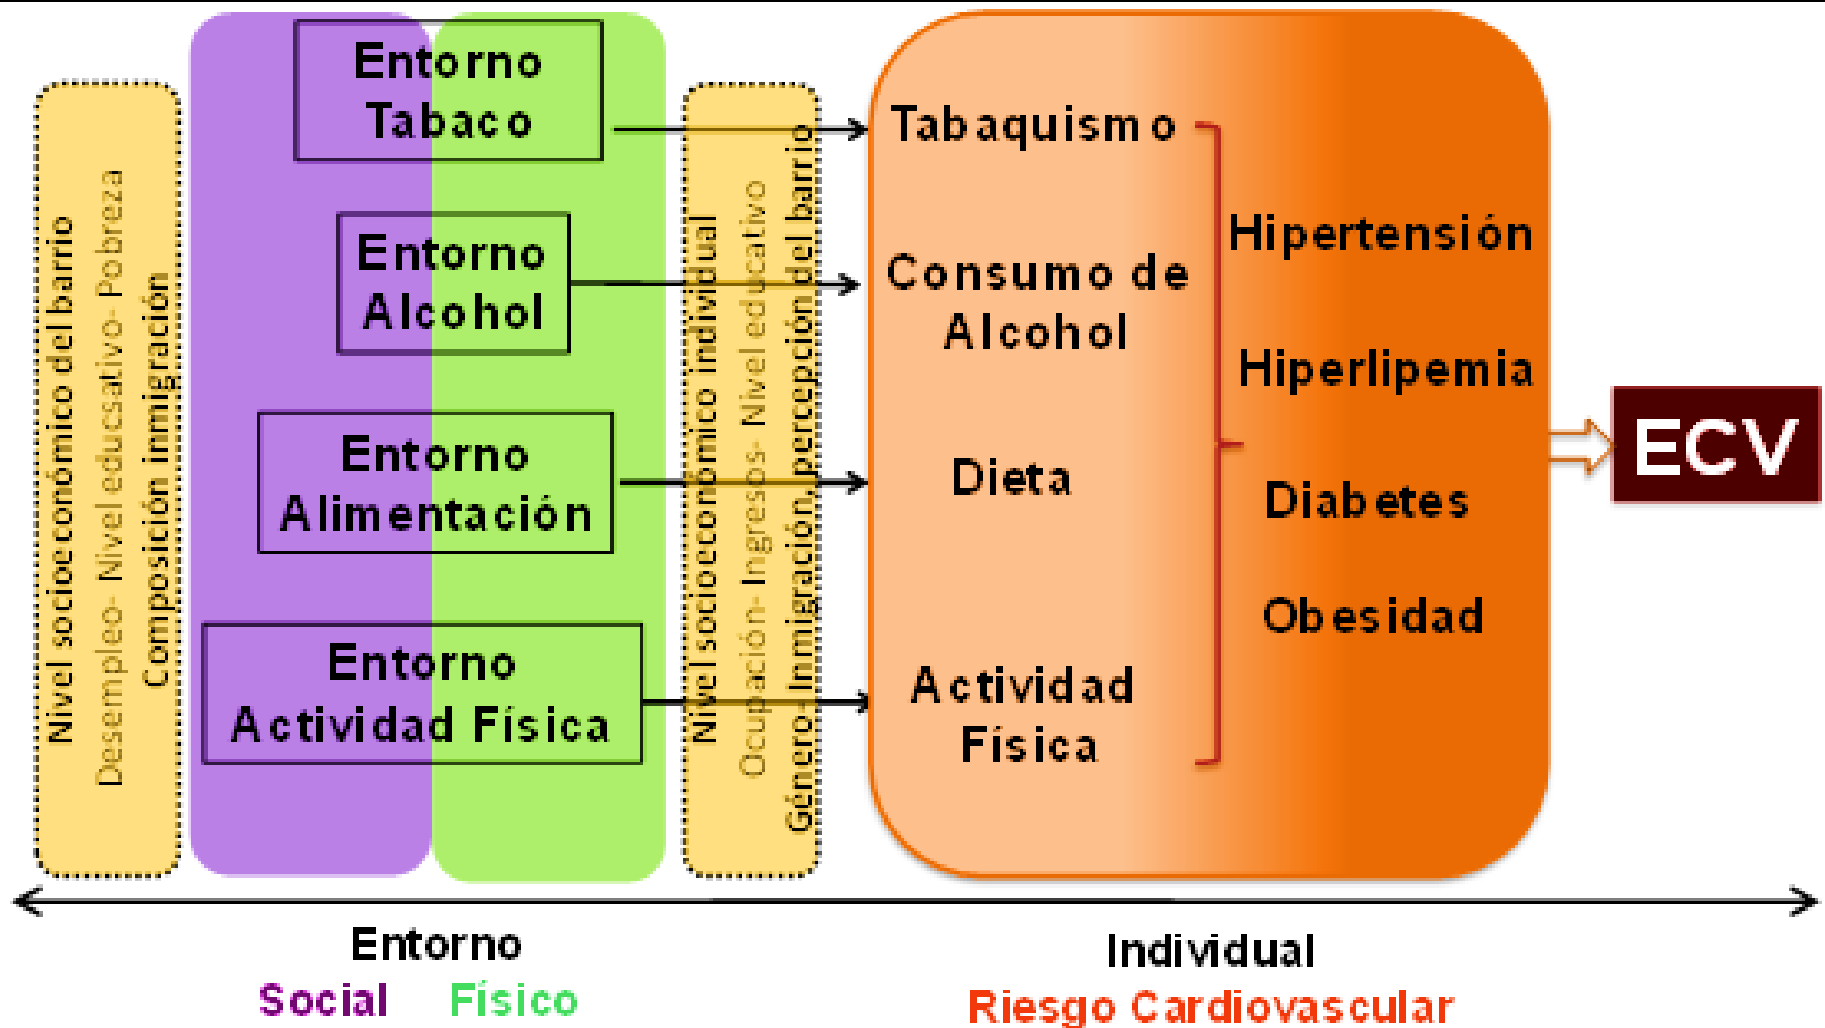 Nivel socioeconómico del barrio
Desempleo- Nivel educsativo- Pobreza
Composición inmigración
Entorno
Tabaco
Entorno
Alcohol
Entorno
Alimentación
Entorno
Actividad Física
Nivel socioeconómico individual
Ocupación- Ingresos- Nivel educativo
Género- Inmigración, percepción del barrio
Tabaquismo
Consumo de
Alcohol
Dieta
Actividad
Física
Hipertensión
Hiperlipemia
Diabetes
Obesidad
ECV
Entorno
Social Físico
Individual
Riesgo Cardiovascular